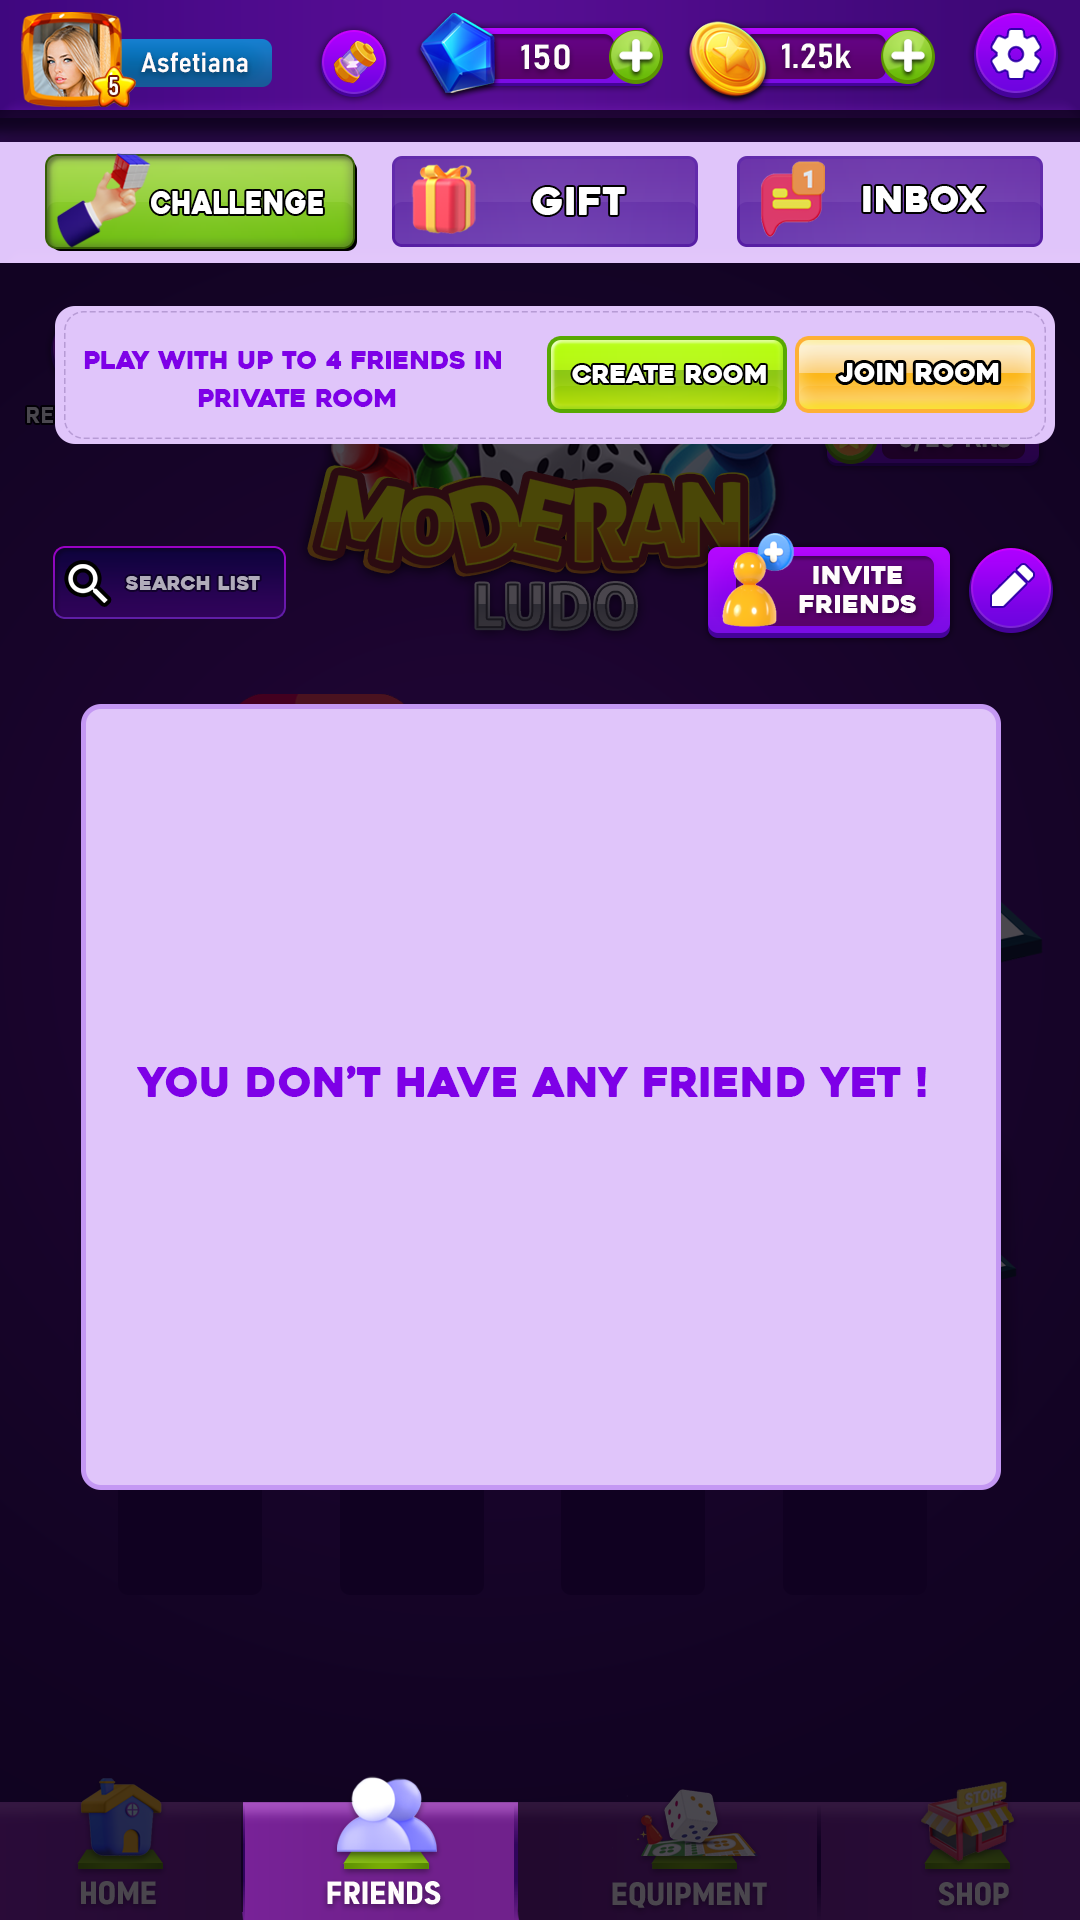 Asfetiana
5
150
1.25k
CHALLENGE
GIFT
1
INBOX
PLAY WITH UP TO 4 FRIENDS IN
PRIVATE ROOM
CREATE ROOM
JOIN ROOM
RE
MODERAN
LUDO
SEARCH LIST
INVITE
FRIENDS
YOU DON'T HAVE ANY FRIEND YET !
STORE
HOME
FRIENDS
EQUIPMENT
SHOP